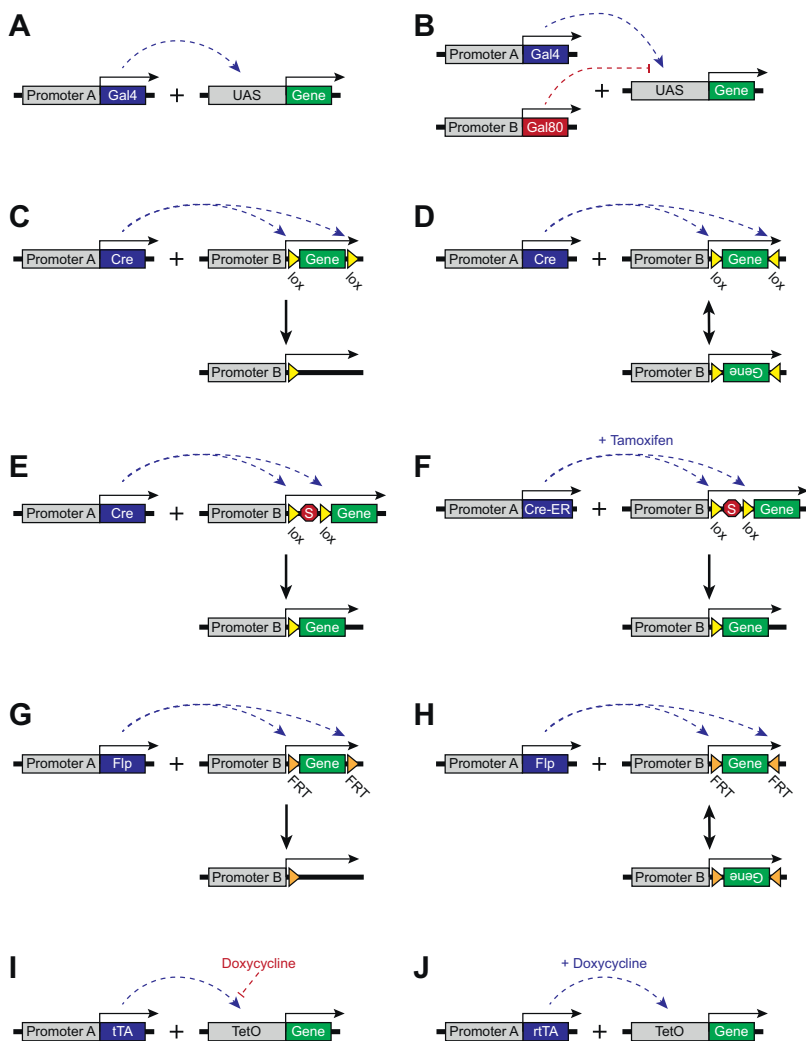 A
Promoter A Gal4 + UAS Gene
B
Promoter A Gal4
+ UAS Gene
Promoter B Gal80
C
Promoter A Cre + Promoter B Gene
lox lox
Promoter B
D
Promoter A Cre + Promoter B Gene
lox lox
Promoter B Gene
E
Promoter A Cre + Promoter B S Gene
lox lox
Promoter B Gene
F
+ Tamoxifen
Promoter A Cre-ER + Promoter B S Gene
lox lox
Promoter B Gene
G
Promoter A Flp + Promoter B Gene
FRT FRT
Promoter B
H
Promoter A Flp + Promoter B Gene
FRT FRT
Promoter B Gene
I
Doxycycline
Promoter A tTA + TetO Gene
J
+ Doxycycline
Promoter A rtTA + TetO Gene